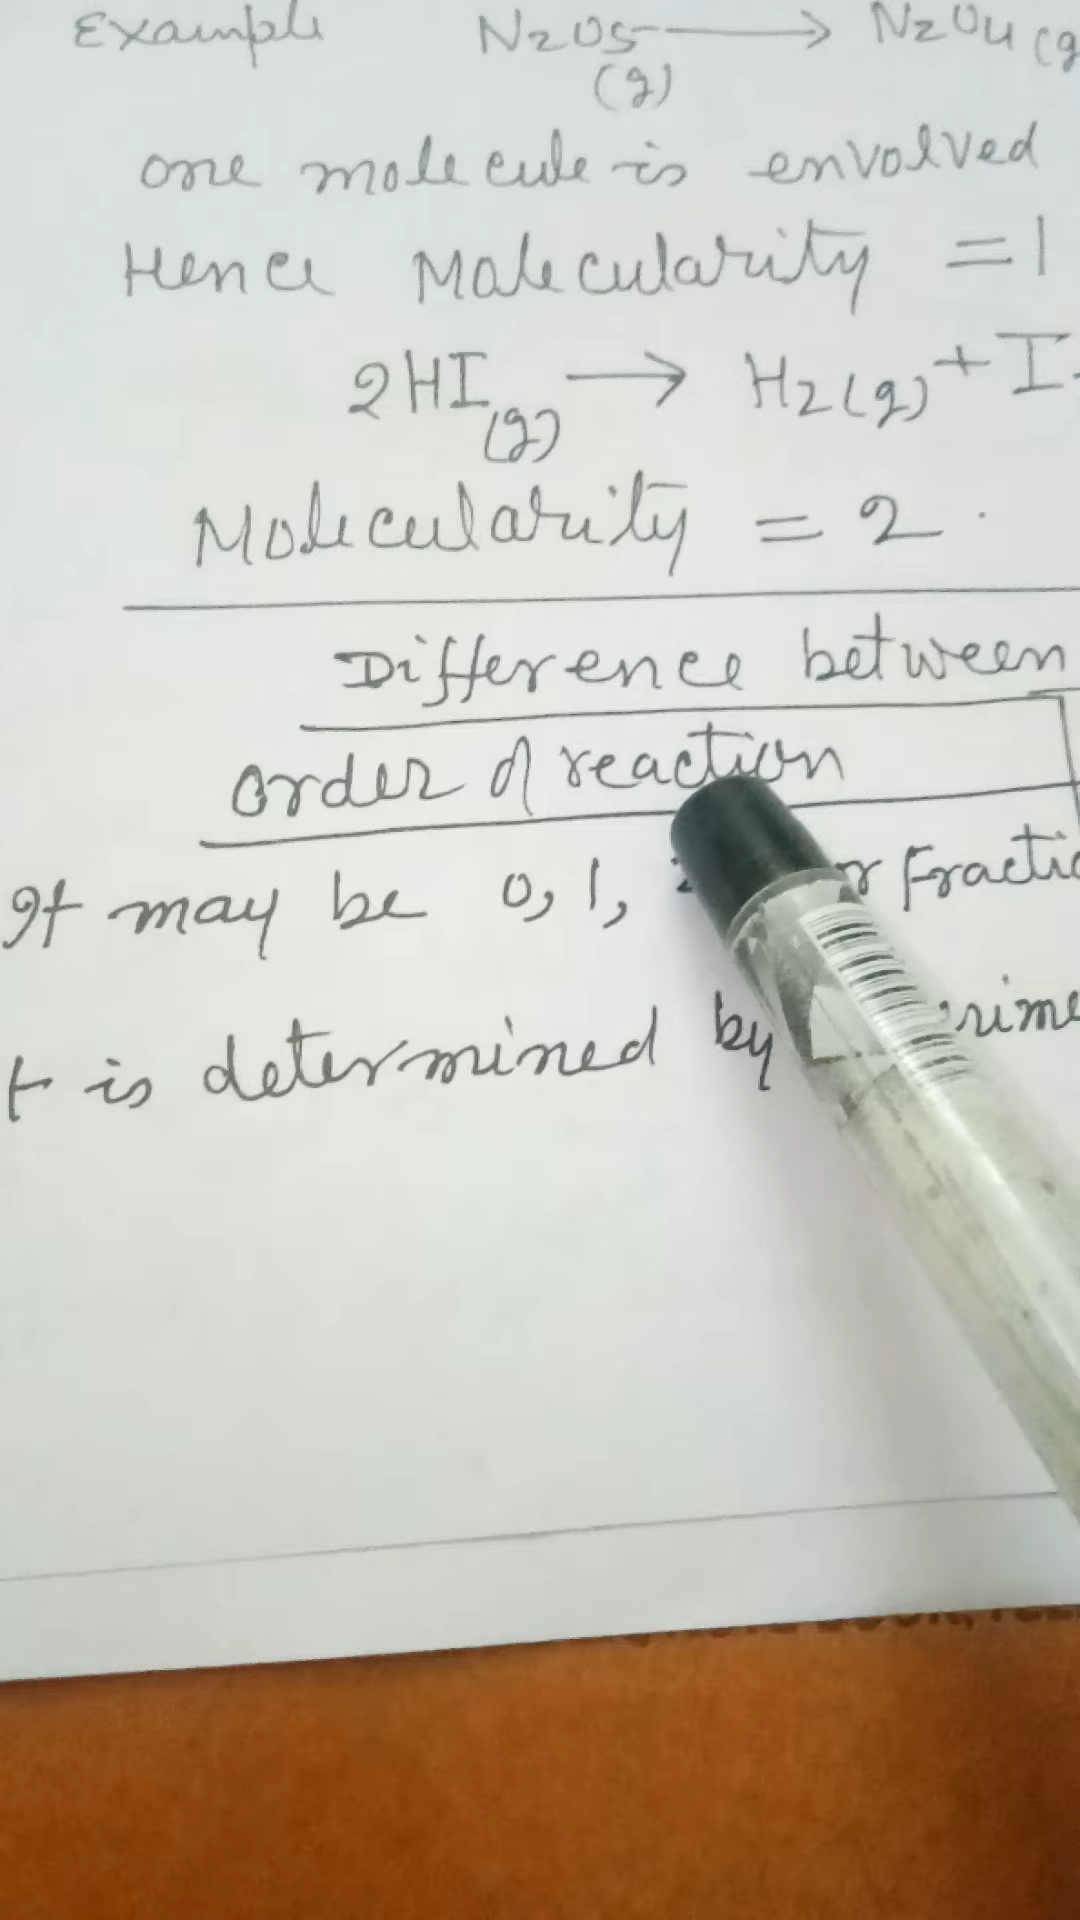 Example N2O5 → N2O4 (g
(g)
one molecule is envolved
Hence Molecularity = 1
2HI(g) → H2(g) + I
Molecularity = 2.
Difference between
Order of reaction
It may be 0, 1,
is determined by